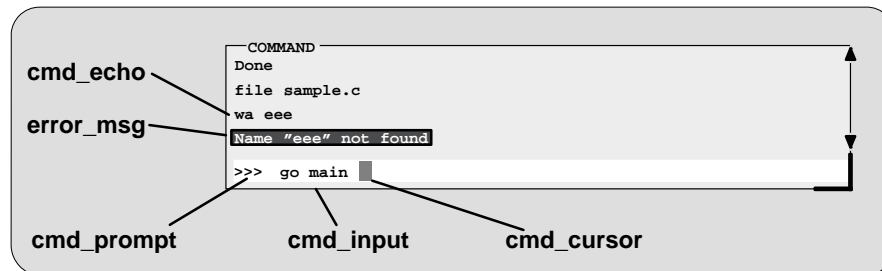 COMMAND
Done
cmd_echo
file sample.c
wa eee
error_msg
Name ″eee″ not found
>>> go main
cmd_prompt
cmd_input
cmd_cursor